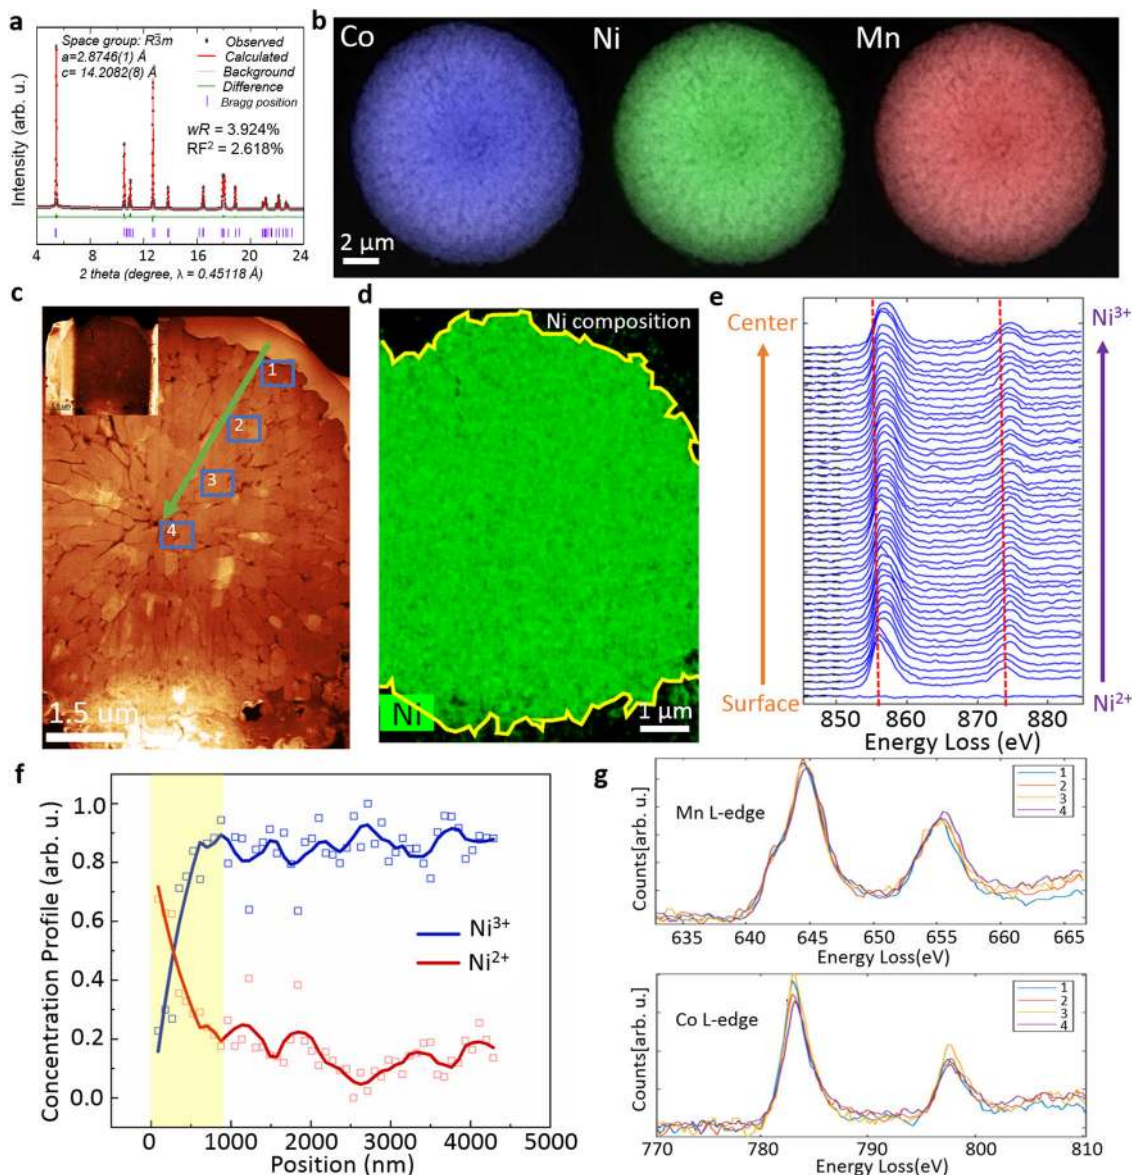 a
Space group: R3̅m
a=2.8746(1) Å
c= 14.2082(8) Å
Observed
Calculated
Background
Difference
Bragg position
wR = 3.924%
RF² = 2.618%
Intensity (arb. u.)
4 8 12 16 20 24
2 theta (degree, λ = 0.45118 Å)
b
Co
Ni
Mn
2 μm
c
1
2
3
4
1.5 um
d
Ni composition
Ni
1 μm
e
Center
Surface
Ni3+
Ni2+
850 860 870 880
Energy Loss (eV)
f
Concentration Profile (arb. u.)
1.0
0.8
0.6
0.4
0.2
0.0
Ni3+
Ni2+
0 1000 2000 3000 4000 5000
Position (nm)
g
Mn L-edge
Counts[arb. u.]
1
2
3
4
635 640 645 650 655 660 665
Energy Loss(eV)
Co L-edge
Counts[arb. u.]
1
2
3
4
770 780 790 800 810
Energy Loss(eV)